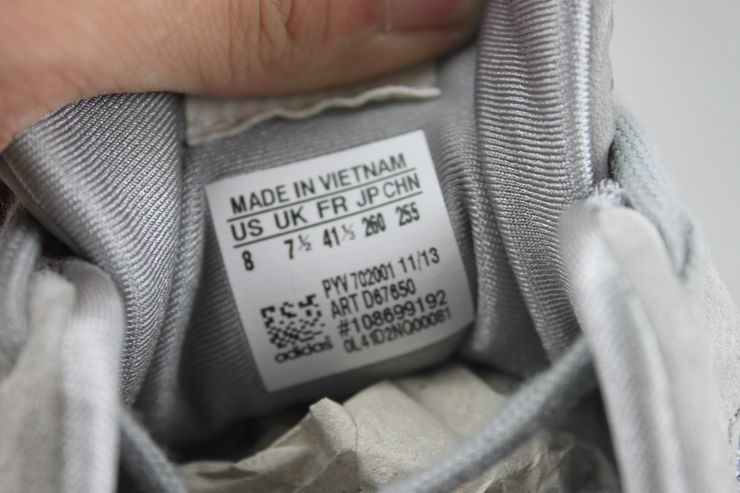 MADE IN VIETNAM
US UK FR JP CHN
8 7½ 41⅓ 260 255
PYV 702001 11/13
ART D67650
#108699192
0L41D2NQ00081
adidas